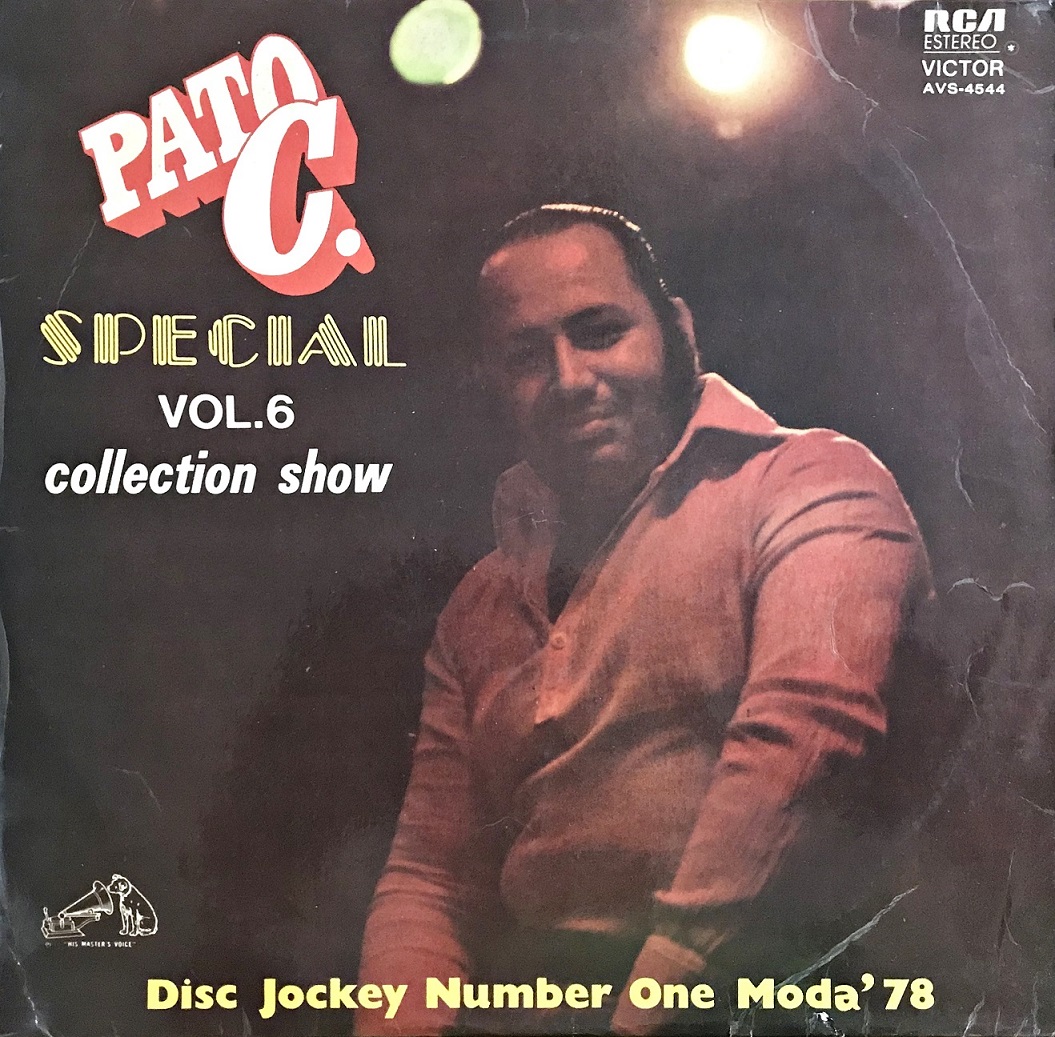 PATO
C.
SPECIAL
VOL.6
collection show
RCA
ESTEREO
VICTOR
AVS-4544
"HIS MASTER'S VOICE"
Disc Jockey Number One Moda'78